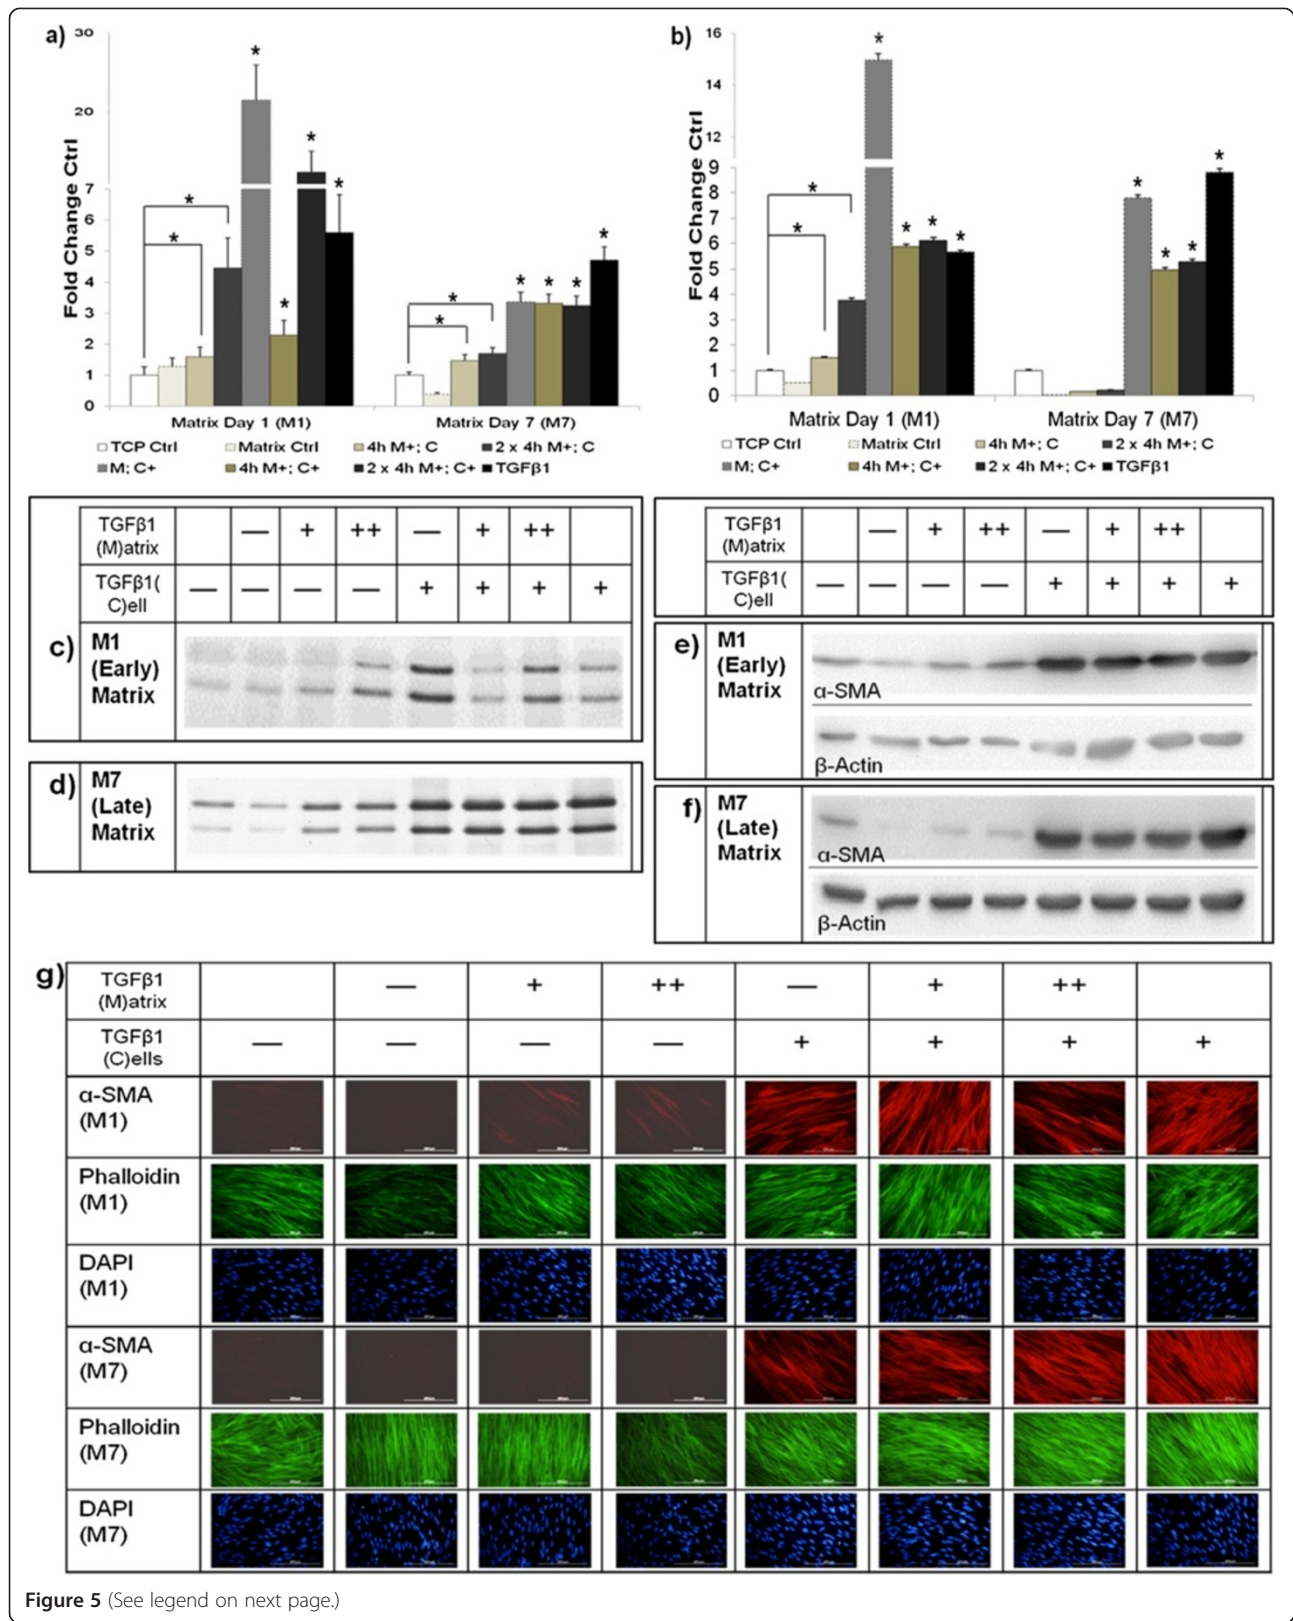 a)
30
20
7
6
5
4
3
2
1
0
Fold Change Ctrl
* * * * * *
* * * * * *
Matrix Day 1 (M1) Matrix Day 7 (M7)
TCP Ctrl Matrix Ctrl 4h M+; C 2 x 4h M+; C
M; C+ 4h M+; C+ 2 x 4h M+; C+ TGFβ1
b)
16
14
12
9
8
7
6
5
4
3
2
1
0
Fold Change Ctrl
* * * * * *
* * * *
Matrix Day 1 (M1) Matrix Day 7 (M7)
TCP Ctrl Matrix Ctrl 4h M+; C 2 x 4h M+; C
M; C+ 4h M+; C+ 2 x 4h M+; C+ TGFβ1
TGFβ1
(M)atrix
— + ++ — + ++
TGFβ1(
C)ell
— — — — + + + +
c)
M1
(Early)
Matrix
d)
M7
(Late)
Matrix
TGFβ1
(M)atrix
— + ++ — + ++
TGFβ1(
C)ell
— — — — + + + +
e)
M1
(Early)
Matrix
α-SMA
β-Actin
f)
M7
(Late)
Matrix
α-SMA
β-Actin
g)
TGFβ1
(M)atrix
— + ++ — + ++
TGFβ1
(C)ells
— — — — + + + +
α-SMA
(M1)
Phalloidin
(M1)
DAPI
(M1)
α-SMA
(M7)
Phalloidin
(M7)
DAPI
(M7)
Figure 5 (See legend on next page.)